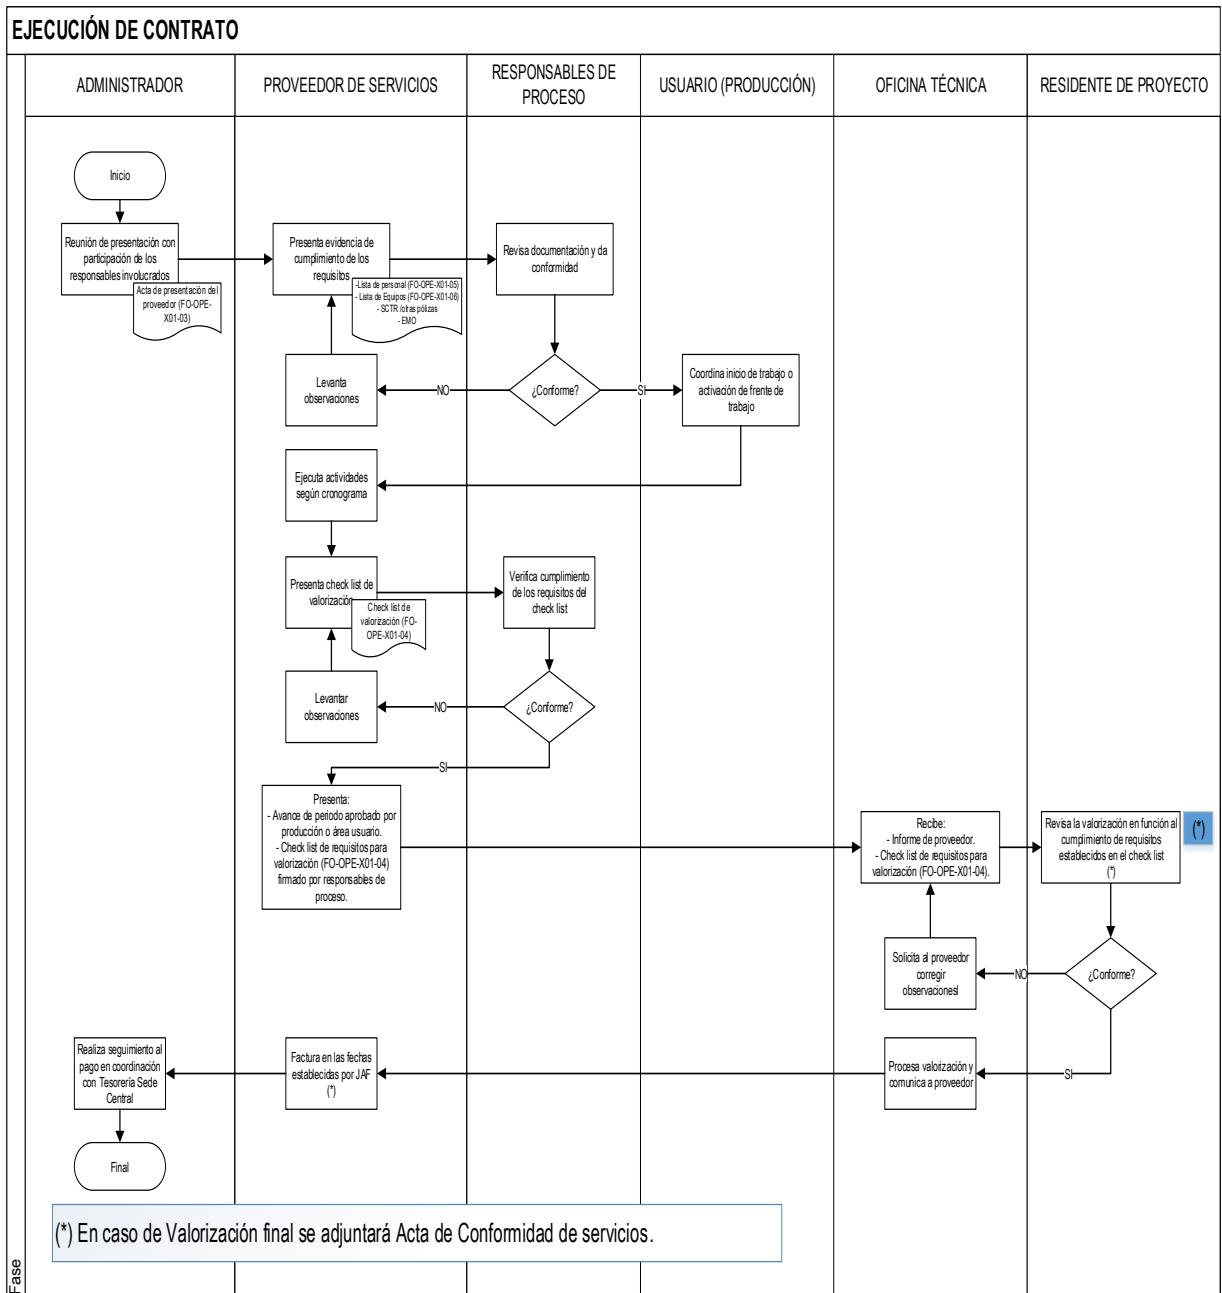 EJECUCIÓN DE CONTRATO
ADMINISTRADOR
PROVEEDOR DE SERVICIOS
RESPONSABLES DE
PROCESO
USUARIO (PRODUCCIÓN)
OFICINA TÉCNICA
RESIDENTE DE PROYECTO
Inicio
Reunión de presentación con
participación de los
responsables involucrados
Acta de presentación del
proveedor (FO-OPE-
X01-03)
Presenta evidencia de
cumplimiento de los
requisitos
-Lista de personal (FO-OPE-X01-05)
- Lista de Equipos (FO-OPE-X01-06)
- SCTR /otras pólizas
- EMO
Revisa documentación y da
conformidad
Levanta
observaciones
NO
¿Conforme?
SI
Coordina inicio de trabajo o
activación de frente de
trabajo
Ejecuta actividades
según cronograma
Presenta check list de
valorización
Check list de
valorización (FO-
OPE-X01-04)
Verifica cumplimiento
de los requisitos del
check list
Levantar
observaciones
NO
¿Conforme?
SI
Presenta:
- Avance de periodo aprobado por
producción o área usuario.
- Check list de requisitos para
valorización (FO-OPE-X01-04)
firmado por responsables de
proceso.
Recibe:
- Informe de proveedor.
- Check list de requisitos para
valorización (FO-OPE-X01-04).
Revisa la valorización en función al
cumplimiento de requisitos
establecidos en el check list
(*)
(*)
Solicita al proveedor
corregir
observacionesl
NO
¿Conforme?
SI
Procesa valorización y
comunica a proveedor
Factura en las fechas
establecidas por JAF
(*)
Realiza seguimiento al
pago en coordinación
con Tesorería Sede
Central
Final
(*) En caso de Valorización final se adjuntará Acta de Conformidad de servicios.
Fase